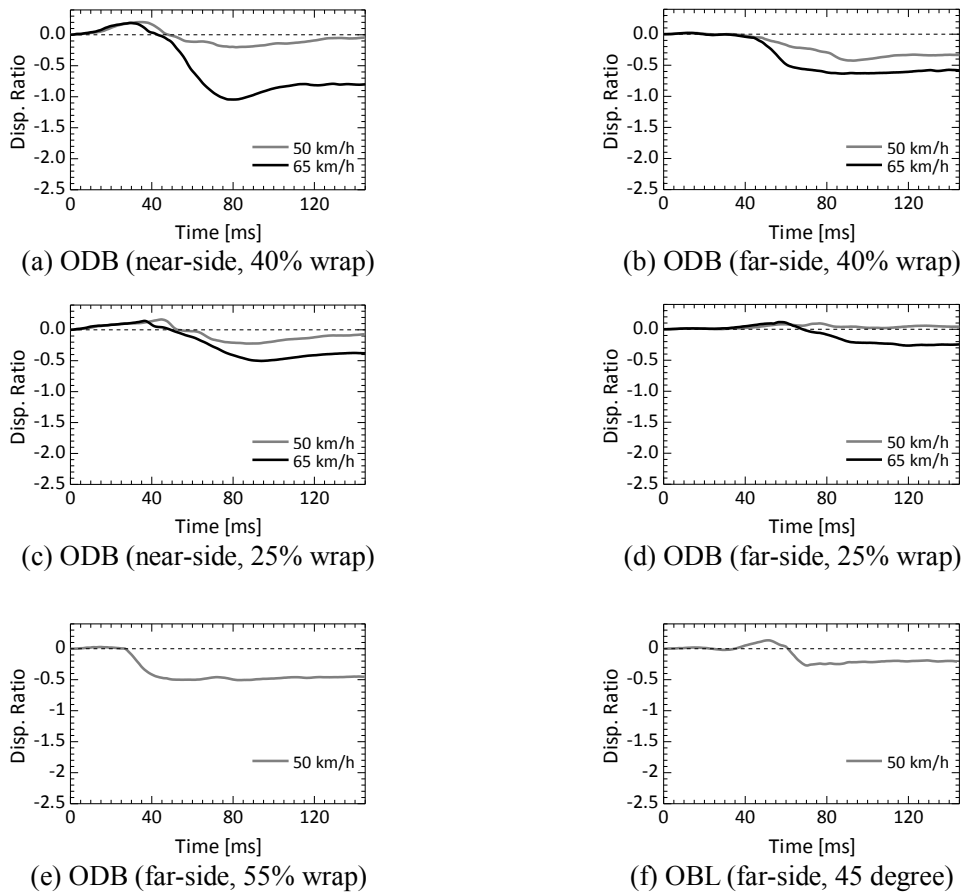 0.0
-0.5
-1.0
-1.5
-2.0
-2.5
Disp. Ratio
50 km/h
65 km/h
0 40 80 120
Time [ms]
(a) ODB (near-side, 40% wrap)
0.0
-0.5
-1.0
-1.5
-2.0
-2.5
Disp. Ratio
50 km/h
65 km/h
0 40 80 120
Time [ms]
(b) ODB (far-side, 40% wrap)
0.0
-0.5
-1.0
-1.5
-2.0
-2.5
Disp. Ratio
50 km/h
65 km/h
0 40 80 120
Time [ms]
(c) ODB (near-side, 25% wrap)
0.0
-0.5
-1.0
-1.5
-2.0
-2.5
Disp. Ratio
50 km/h
65 km/h
0 40 80 120
Time [ms]
(d) ODB (far-side, 25% wrap)
0
-0.5
-1
-1.5
-2
-2.5
Disp. Ratio
50 km/h
0 40 80 120
Time [ms]
(e) ODB (far-side, 55% wrap)
0
-0.5
-1
-1.5
-2
-2.5
Disp. Ratio
50 km/h
0 40 80 120
Time [ms]
(f) OBL (far-side, 45 degree)